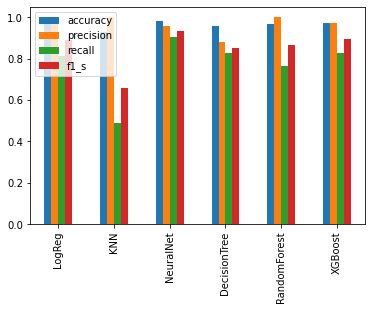 accuracy
precision
recall
f1_s
1.0
0.8
0.6
0.4
0.2
0.0
LogReg
KNN
NeuralNet
DecisionTree
RandomForest
XGBoost